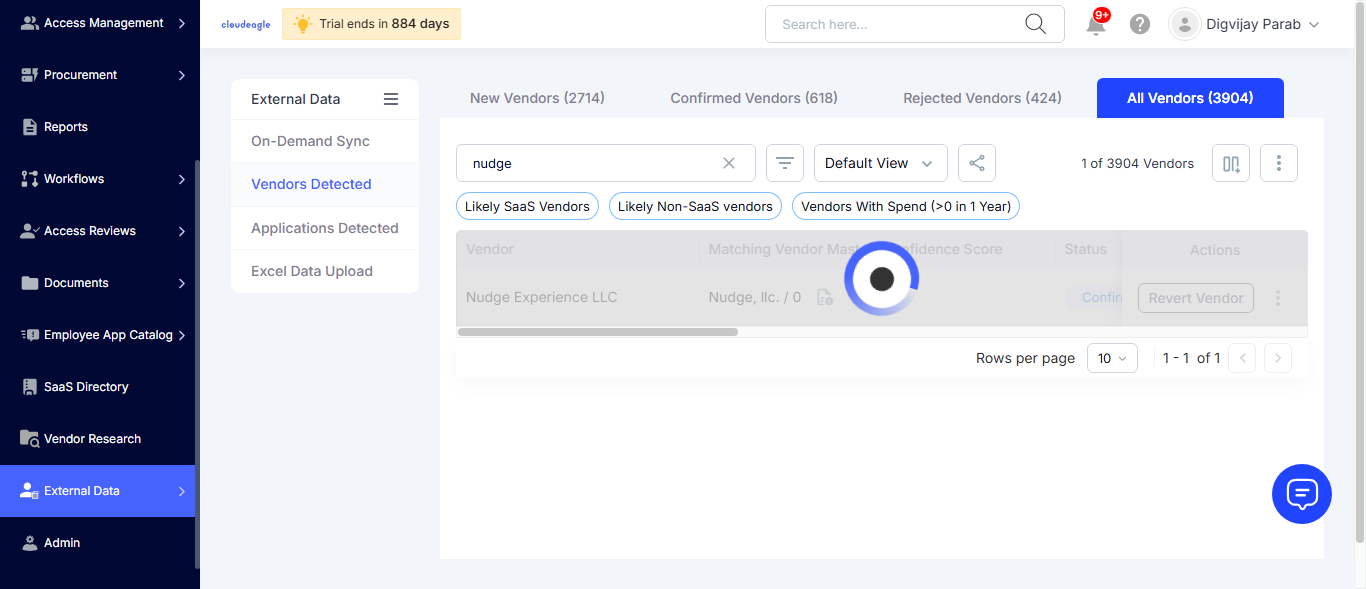 Access Management
Procurement
Reports
Workflows
Access Reviews
Documents
Employee App Catalog
SaaS Directory
Vendor Research
External Data
Admin
cloudeagle
Trial ends in 884 days
Search here...
9+
Digvijay Parab
External Data
On-Demand Sync
Vendors Detected
Applications Detected
Excel Data Upload
New Vendors (2714)
Confirmed Vendors (618)
Rejected Vendors (424)
All Vendors (3904)
nudge
Default View
1 of 3904 Vendors
Likely SaaS Vendors
Likely Non-SaaS vendors
Vendors With Spend (>0 in 1 Year)
Vendor
Matching Vendor
Score
Status
Actions
Nudge Experience LLC
Nudge, llc. / 0
Confir
Revert Vendor
Rows per page
10
1 - 1 of 1